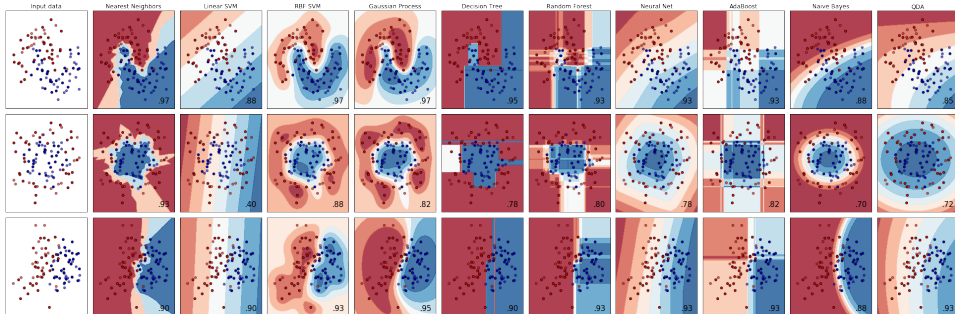 Input data Nearest Neighbors Linear SVM RBF SVM Gaussian Process Decision Tree Random Forest Neural Net AdaBoost Naive Bayes QDA
.97 .88 .97 .97 .95 .93 .93 .93 .88 .85
.93 .40 .88 .82 .78 .80 .78 .82 .70 .72
.90 .90 .93 .95 .90 .93 .93 .93 .88 .93